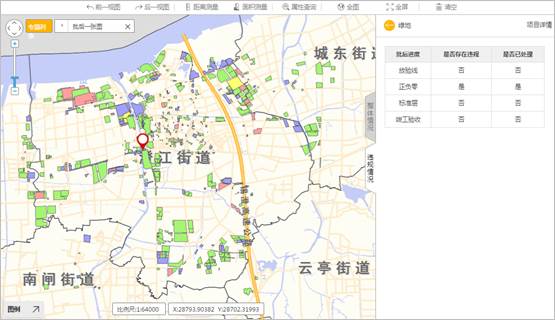 前一视图 后一视图 距离测量 面积测量 属性查询 全图 全屏 清空
专题树 批后一张图
绿地 项目详情
批后进度 是否存在违规 是否已处理
放验线 否 否
正负零 是 是
标准层 否 否
竣工验收 否 否
整体情况
违规情况
城东街道
江街道
南闸街道
云亭街道
图例
比例尺:1:64000 X:28793.90382 Y:28702.31993